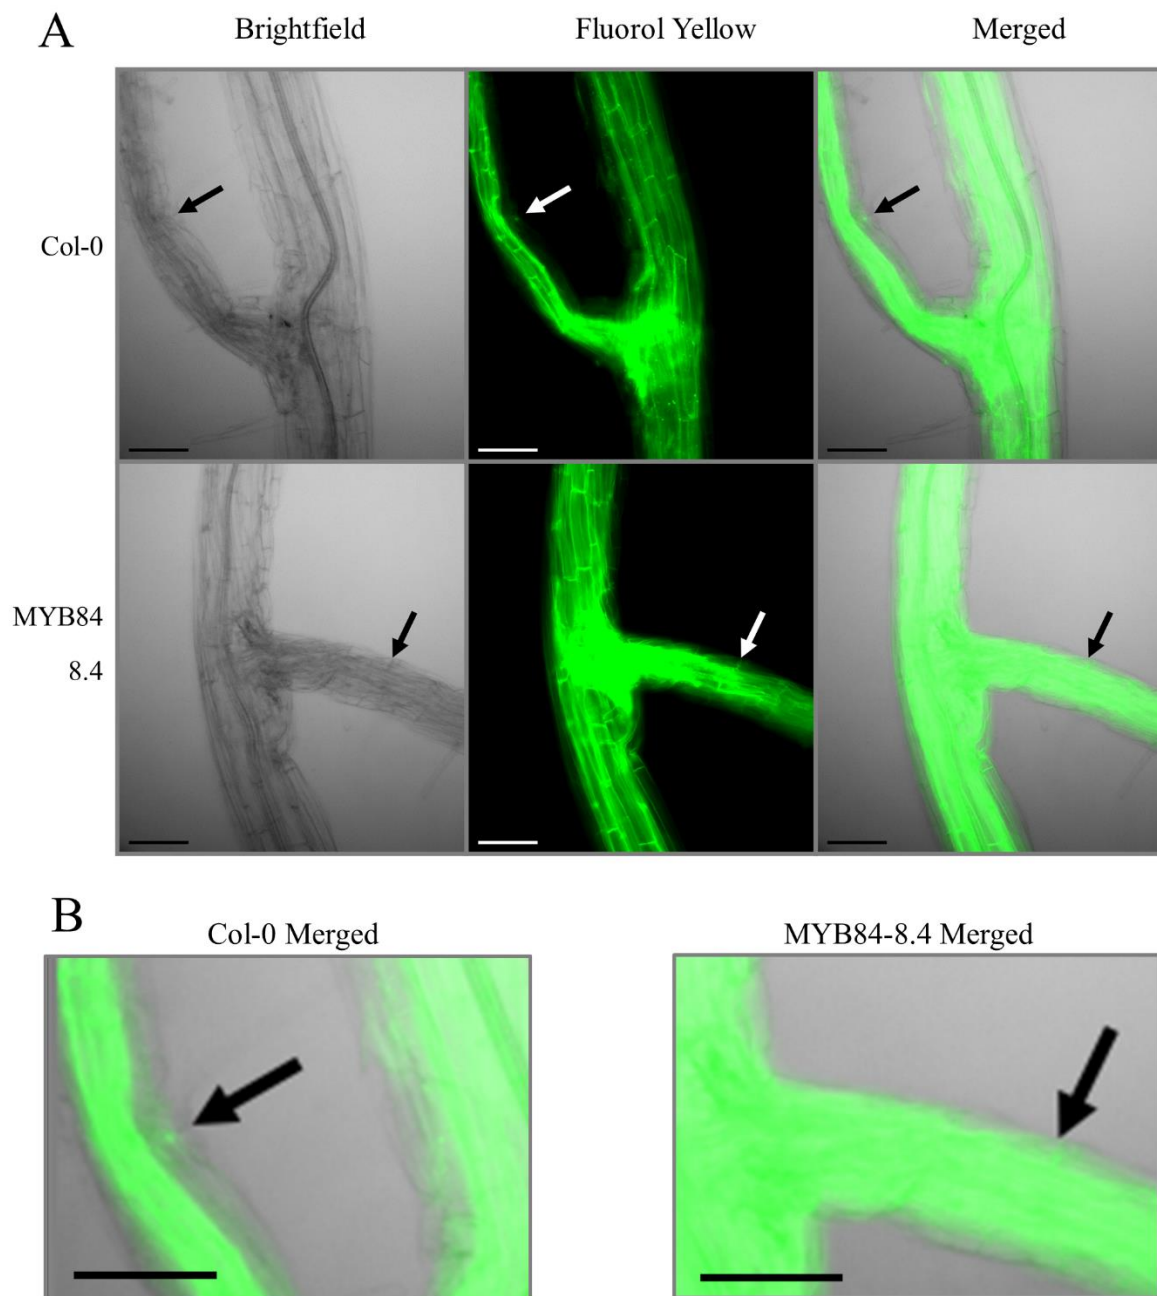 A
Brightfield
Fluorol Yellow
Merged
Col-0
MYB84
8.4
B
Col-0 Merged
MYB84-8.4 Merged